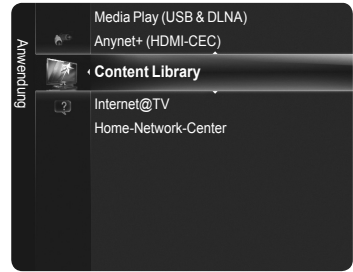 Anwendung
Media Play (USB & DLNA)
Anynet+ (HDMI-CEC)
Content Library
Internet@TV
Home-Network-Center